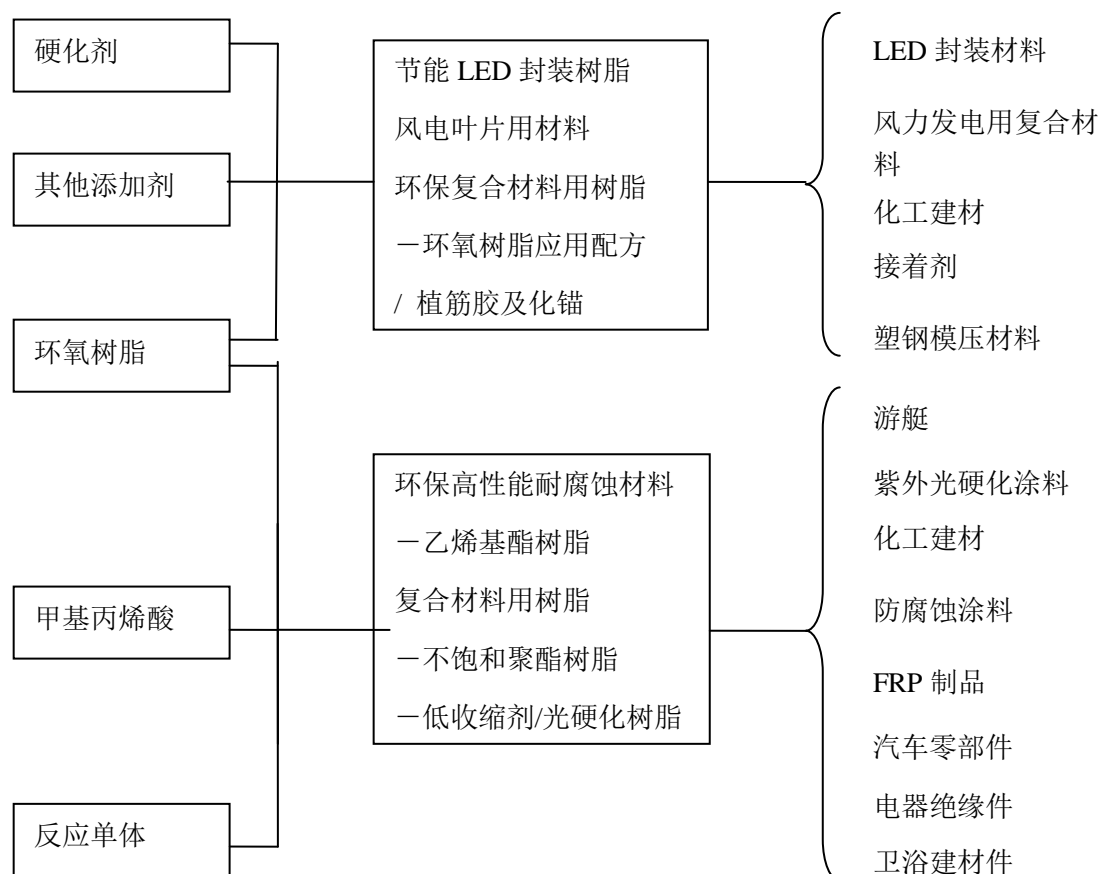 硬化剂
其他添加剂
环氧树脂
甲基丙烯酸
反应单体
节能 LED 封装树脂
风电叶片用材料
环保复合材料用树脂
－环氧树脂应用配方
/ 植筋胶及化锚
环保高性能耐腐蚀材料
－乙烯基酯树脂
复合材料用树脂
－不饱和聚酯树脂
－低收缩剂/光硬化树脂
LED 封装材料
风力发电用复合材
料
化工建材
接着剂
塑钢模压材料
游艇
紫外光硬化涂料
化工建材
防腐蚀涂料
FRP 制品
汽车零部件
电器绝缘件
卫浴建材件